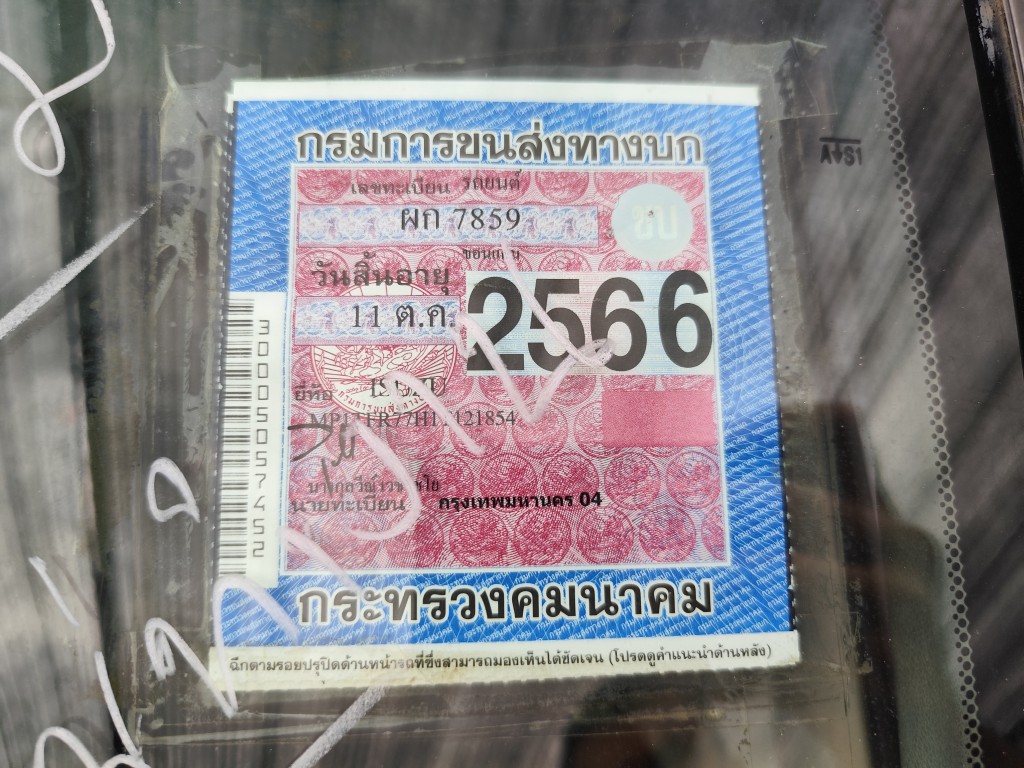 กรมการขนส่งทางบก
เลขทะเบียน รถยนต์
ผก 7859
ขบ
วันสิ้นอายุ
11 ต.ค. 2566
ยี่ห้อ ISUZU
นายทะเบียน กรุงเทพมหานคร 04
กระทรวงคมนาคม
ฉีกตามรอยปรุปิดด้านหน้ารถที่ซึ่งสามารถมองเห็นได้ชัดเจน (โปรดดูคำแนะนำด้านหลัง)
300050574552
AS1